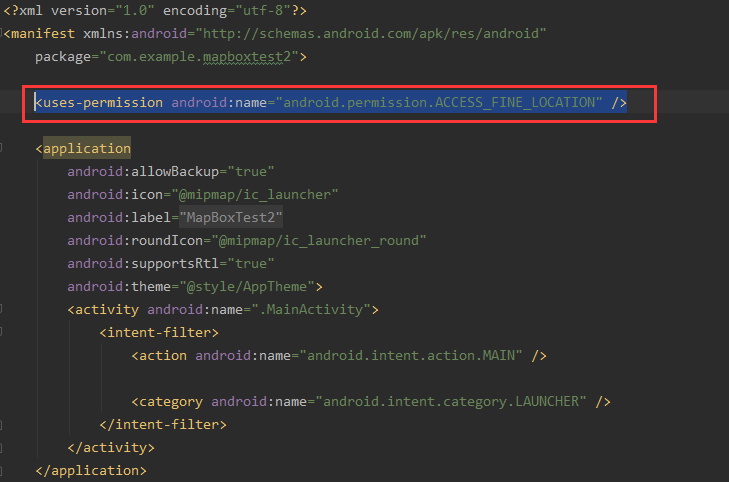 <?xml version="1.0" encoding="utf-8"?>
<manifest xmlns:android="http://schemas.android.com/apk/res/android"
    package="com.example.mapboxtest2">
    <uses-permission android:name="android.permission.ACCESS_FINE_LOCATION" />
    <application
        android:allowBackup="true"
        android:icon="@mipmap/ic_launcher"
        android:label="MapBoxTest2"
        android:roundIcon="@mipmap/ic_launcher_round"
        android:supportsRtl="true"
        android:theme="@style/AppTheme">
        <activity android:name=".MainActivity">
            <intent-filter>
                <action android:name="android.intent.action.MAIN" />
                <category android:name="android.intent.category.LAUNCHER" />
            </intent-filter>
        </activity>
    </application>